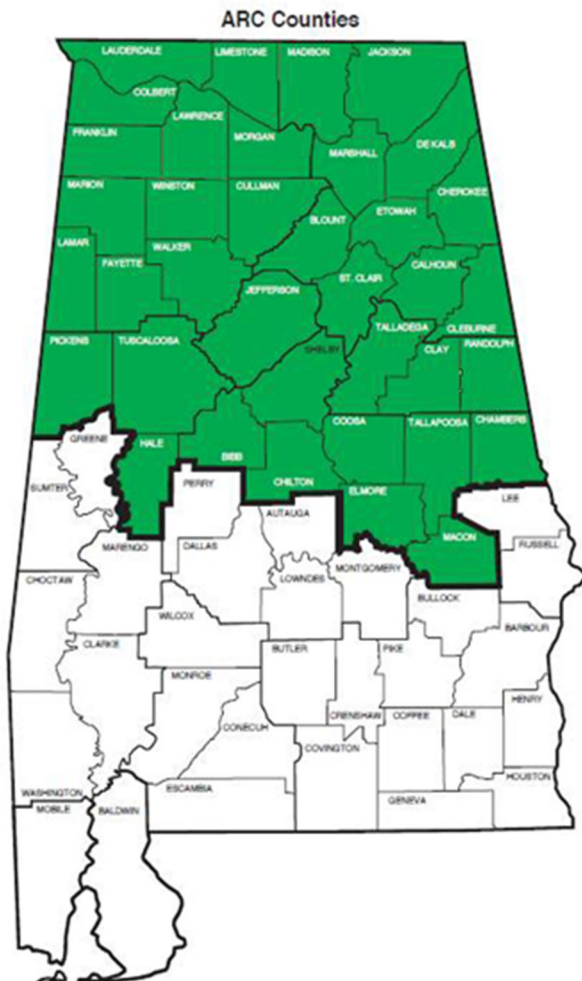 ARC Counties
LAUDERDALE
LIMESTONE
MADISON
JACKSON
COLBERT
LAWRENCE
FRANKLIN
MORGAN
MARSHALL
DE KALB
MARION
WINSTON
CULLMAN
CHEROKEE
ETOWAH
BLOUNT
LAMAR
WALKER
FAYETTE
ST. CLAIR
CALHOUN
JEFFERSON
TALLADEGA
CLEBURNE
PICKENS
TUSCALOOSA
SHELBY
CLAY
RANDOLPH
COOSA
TALLAPOOSA
CHAMBERS
GREENE
HALE
BIBB
CHILTON
ELMORE
SUMTER
PERRY
LEE
AUTAUGA
MACON
MARENGO
DALLAS
RUSSELL
MONTGOMERY
CHOCTAW
LOWNDES
BULLOCK
WILCOX
BARBOUR
CLARKE
BUTLER
PIKE
MONROE
HENRY
CRENSHAW
COFFEE
DALE
CONECUH
COVINGTON
HOUSTON
WASHINGTON
ESCAMBIA
GENEVA
MOBILE
BALDWIN